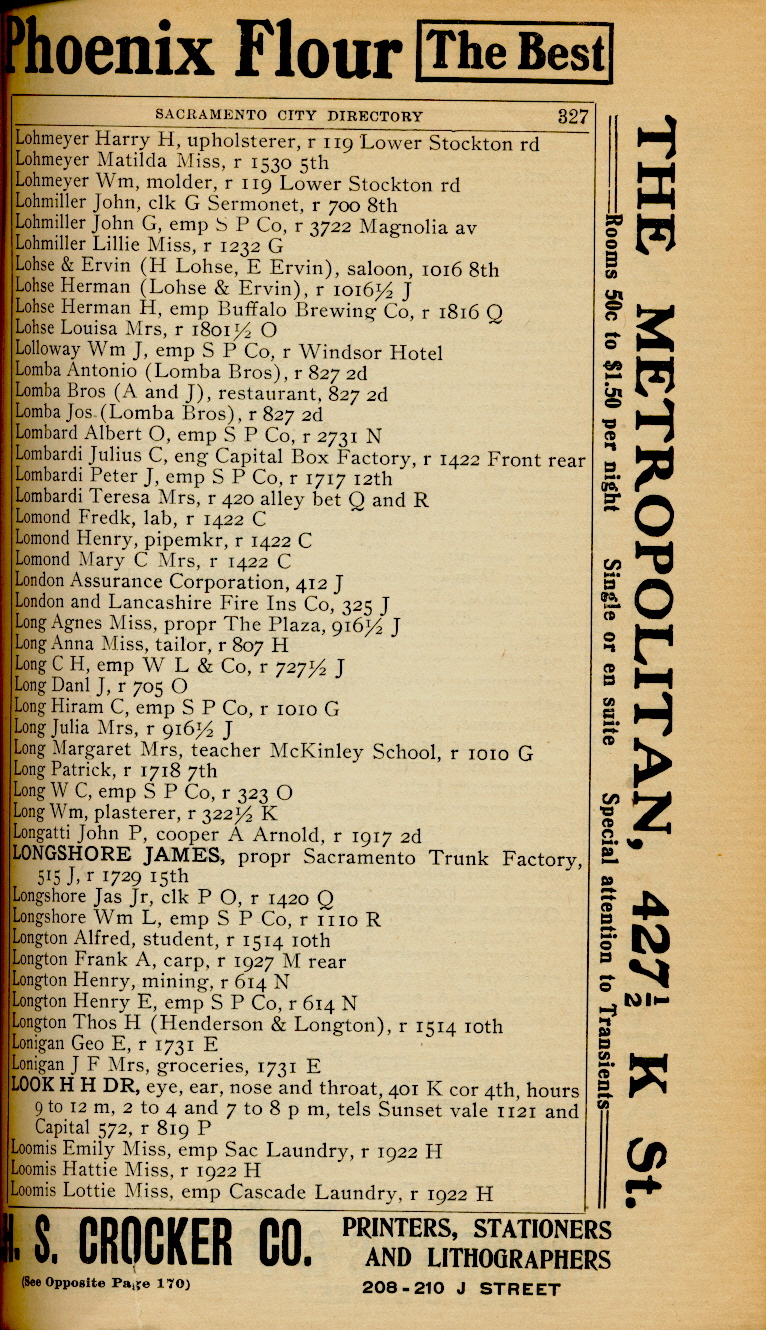 Phoenix Flour The Best
SACRAMENTO CITY DIRECTORY 327
Lohmeyer Harry H, upholsterer, r 119 Lower Stockton rd
Lohmeyer Matilda Miss, r 1530 5th
Lohmeyer Wm, molder, r 119 Lower Stockton rd
Lohmiller John, clk G Sermonet, r 700 8th
Lohmiller John G, emp S P Co, r 3722 Magnolia av
Lohmiller Lillie Miss, r 1232 G
Lohse & Ervin (H Lohse, E Ervin), saloon, 1016 8th
Lohse Herman (Lohse & Ervin), r 1016½ J
Lohse Herman H, emp Buffalo Brewing Co, r 1816 Q
Lohse Louisa Mrs, r 1801½ O
Lolloway Wm J, emp S P Co, r Windsor Hotel
Lomba Antonio (Lomba Bros), r 827 2d
Lomba Bros (A and J), restaurant, 827 2d
Lomba Jos (Lomba Bros), r 827 2d
Lombard Albert O, emp S P Co, r 2731 N
Lombardi Julius C, eng Capital Box Factory, r 1422 Front rear
Lombardi Peter J, emp S P Co, r 1717 12th
Lombardi Teresa Mrs, r 420 alley bet Q and R
Lomond Fredk, lab, r 1422 C
Lomond Henry, pipemkr, r 1422 C
Lomond Mary C Mrs, r 1422 C
London Assurance Corporation, 412 J
London and Lancashire Fire Ins Co, 325 J
Long Agnes Miss, propr The Plaza, 916½ J
Long Anna Miss, tailor, r 807 H
Long C H, emp W L & Co, r 727½ J
Long Danl J, r 705 O
Long Hiram C, emp S P Co, r 1010 G
Long Julia Mrs, r 916½ J
Long Margaret Mrs, teacher McKinley School, r 1010 G
Long Patrick, r 1718 7th
Long W C, emp S P Co, r 323 O
Long Wm, plasterer, r 322½ K
Longatti John P, cooper A Arnold, r 1917 2d
LONGSHORE JAMES, propr Sacramento Trunk Factory,
515 J, r 1729 15th
Longshore Jas Jr, clk P O, r 1420 Q
Longshore Wm L, emp S P Co, r 1110 R
Longton Alfred, student, r 1514 10th
Longton Frank A, carp, r 1927 M rear
Longton Henry, mining, r 614 N
Longton Henry E, emp S P Co, r 614 N
Longton Thos H (Henderson & Longton), r 1514 10th
Lonigan Geo E, r 1731 E
Lonigan J F Mrs, groceries, 1731 E
LOOK H H DR, eye, ear, nose and throat, 401 K cor 4th, hours
9 to 12 m, 2 to 4 and 7 to 8 p m, tels Sunset vale 1121 and
Capital 572, r 819 P
Loomis Emily Miss, emp Sac Laundry, r 1922 H
Loomis Hattie Miss, r 1922 H
Loomis Lottie Miss, emp Cascade Laundry, r 1922 H
THE METROPOLITAN, 427½ K St.
Rooms 50c to $1.50 per night Single or en suite Special attention to Transients
H. S. CROCKER CO.
(See Opposite Page 170)
PRINTERS, STATIONERS
AND LITHOGRAPHERS
208-210 J STREET